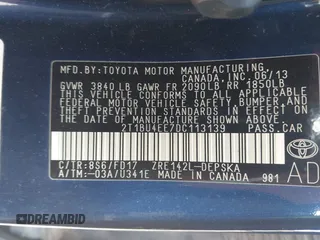 MFD.BY:TOYOTA MOTOR MANUFACTURING
CANADA.INC. 06/13
GVWR 3840LB GAWR FR 2090LB RR 1850LB
THIS VEHICLE CONFORMS TO ALL APPLICABLE
FEDERAL MOTOR VEHICLE SAFETY, BUMPER, AND
THEFT PREVENTION STANDARDS IN EFFECT ON
THE DATE OF MANUFACTURE SHOWN ABOVE.
2T1BU4EE7DC113139 PASS.CAR
C/TR:8S6/FD17 ZRE142L-DEPSKA
A/TM:-03A/U341E MADE IN CANADA 981
AD
TOYOTA
DREAMBID